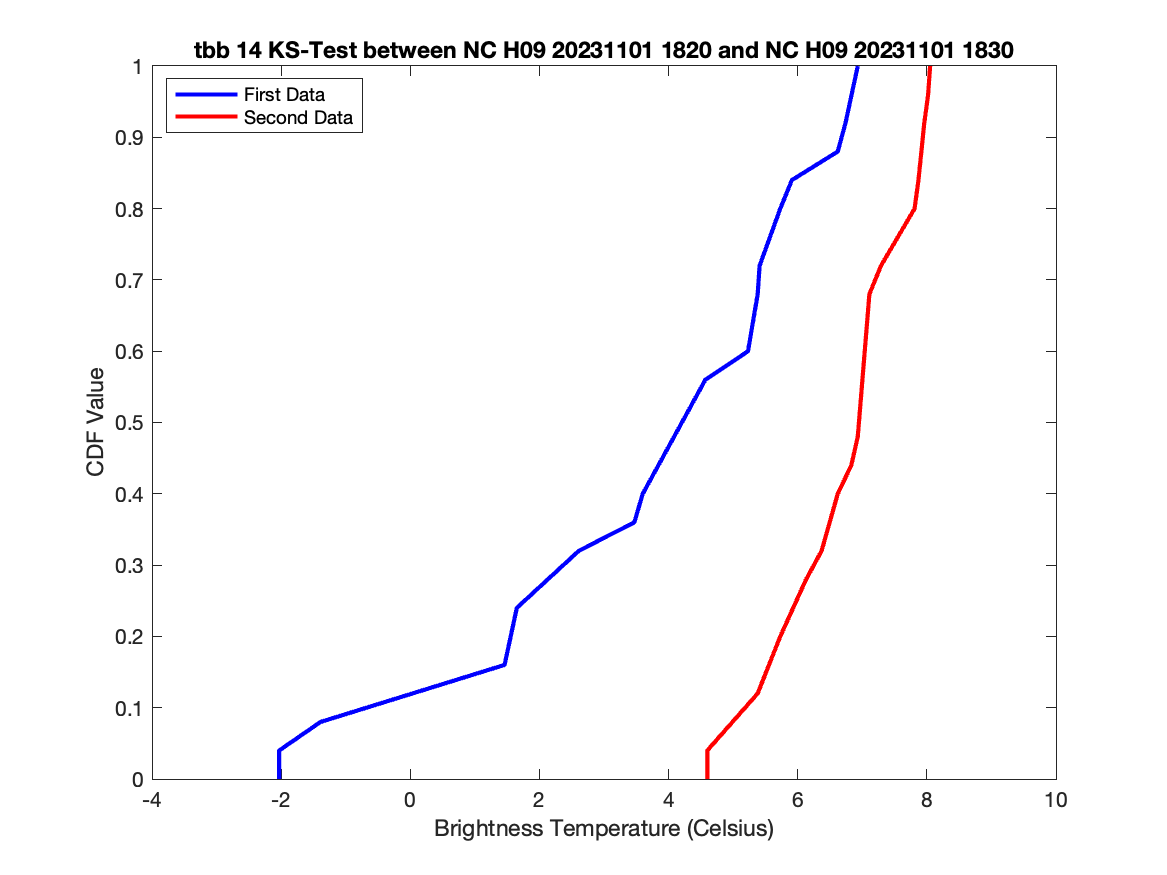 tbb 14 KS-Test between NC H09 20231101 1820 and NC H09 20231101 1830
First Data
Second Data
1
0.9
0.8
0.7
0.6
0.5
0.4
0.3
0.2
0.1
0
CDF Value
-4 -2 0 2 4 6 8 10
Brightness Temperature (Celsius)